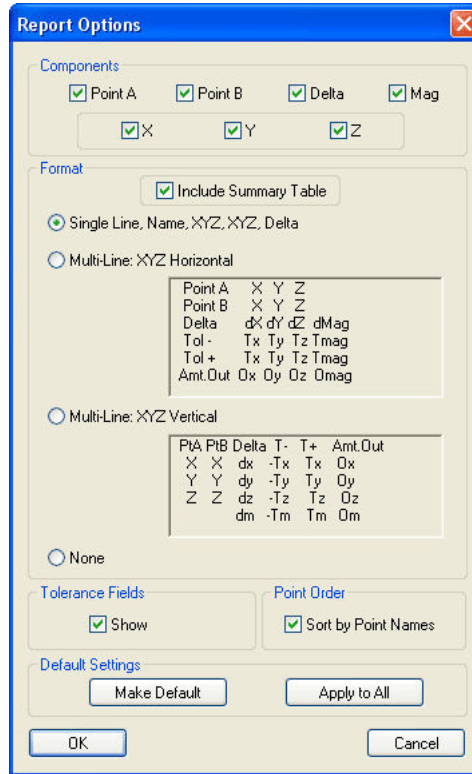 Report Options
Components
Point A Point B Delta Mag
X Y Z
Format
Include Summary Table
Single Line, Name, XYZ, XYZ, Delta
Multi-Line: XYZ Horizontal
Point A X Y Z
Point B X Y Z
Delta dX dY dZ dMag
Tol - Tx Ty Tz Tmag
Tol + Tx Ty Tz Tmag
Amt.Out Ox Oy Oz Omag
Multi-Line: XYZ Vertical
PtA PtB Delta T- T+ Amt.Out
X X dx -Tx Tx Ox
Y Y dy -Ty Ty Oy
Z Z dz -Tz Tz Oz
dm -Tm Tm Om
None
Tolerance Fields Point Order
Show Sort by Point Names
Default Settings
Make Default Apply to All
OK Cancel